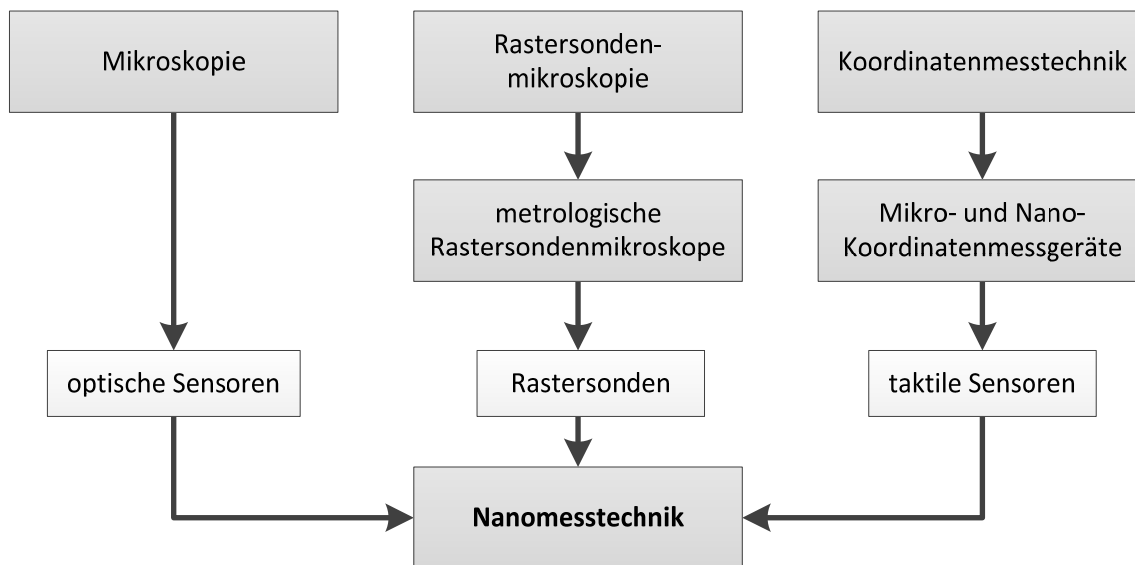 Mikroskopie
Rastersonden-
mikroskopie
Koordinatenmesstechnik
metrologische
Rastersondenmikroskope
Mikro- und Nano-
Koordinatenmessgeräte
optische Sensoren
Rastersonden
taktile Sensoren
Nanomesstechnik